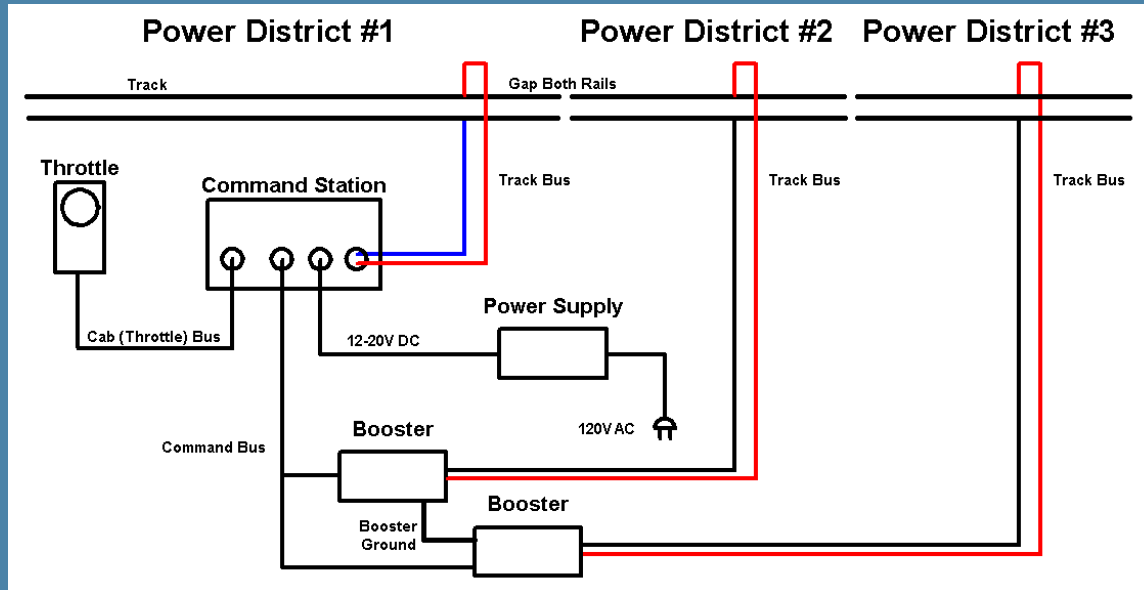 Power District #1
Power District #2
Power District #3
Track
Gap Both Rails
Throttle
Command Station
Track Bus
Track Bus
Track Bus
Power Supply
Cab (Throttle) Bus
12-20V DC
120V AC
Booster
Command Bus
Booster
Booster
Ground